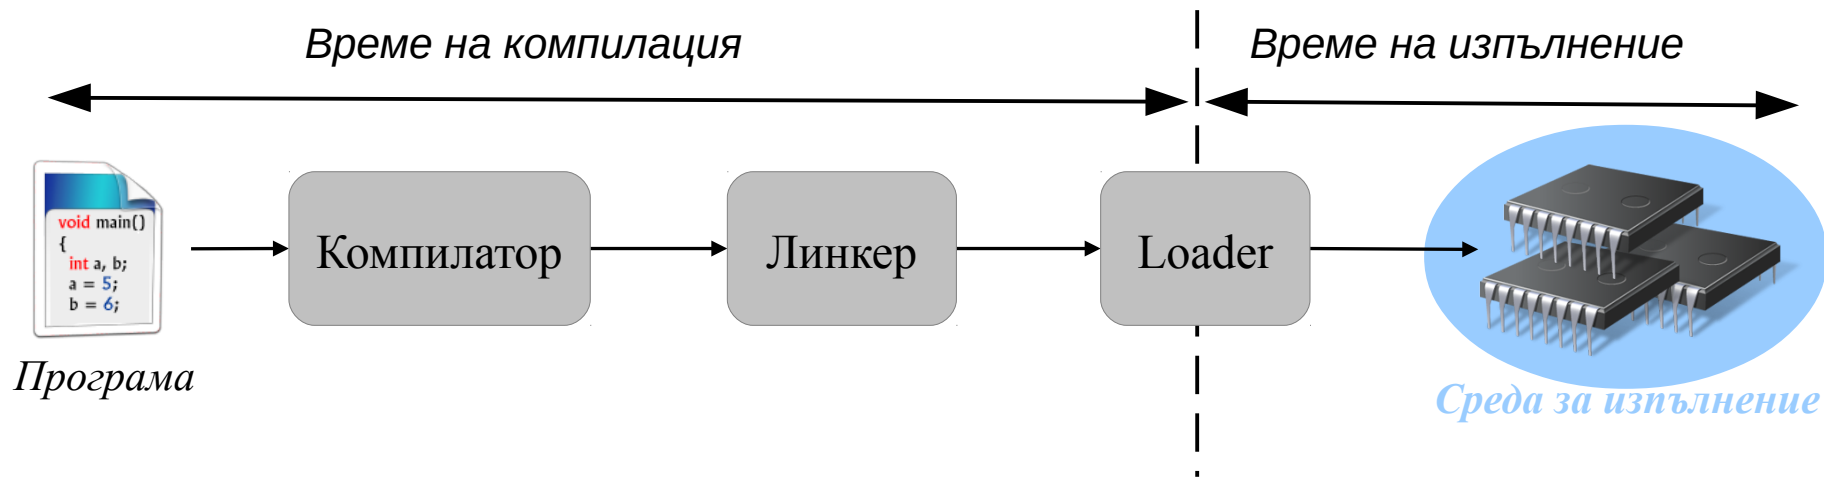 Време на компилация
Време на изпълнение
void main()
{
int a, b;
a = 5;
b = 6;
Компилатор
Линкер
Loader
Програма
Среда за изпълнение